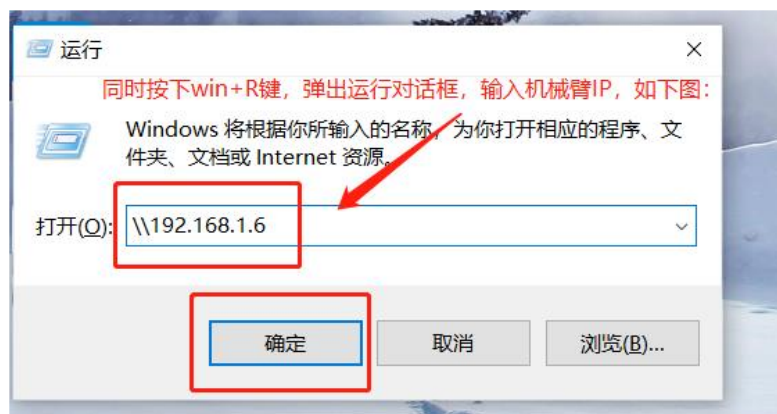 运行
同时按下win+R键，弹出运行对话框，输入机械臂IP，如下图：
Windows 将根据你所输入的名称，为你打开相应的程序、文
件夹、文档或 Internet 资源。
打开(O): \\192.168.1.6
确定 取消 浏览(B)...